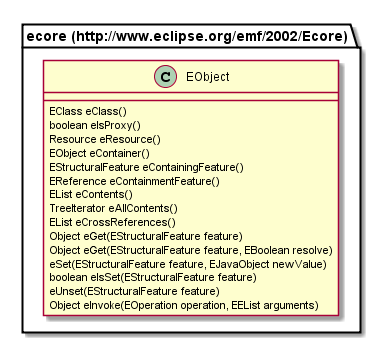 ecore (http://www.eclipse.org/emf/2002/Ecore)
C EObject
EClass eClass()
boolean eIsProxy()
Resource eResource()
EObject eContainer()
EStructuralFeature eContainingFeature()
EReference eContainmentFeature()
EList eContents()
TreeIterator eAllContents()
EList eCrossReferences()
Object eGet(EStructuralFeature feature)
Object eGet(EStructuralFeature feature, EBoolean resolve)
eSet(EStructuralFeature feature, EJavaObject newValue)
boolean eIsSet(EStructuralFeature feature)
eUnset(EStructuralFeature feature)
Object eInvoke(EOperation operation, EEList arguments)